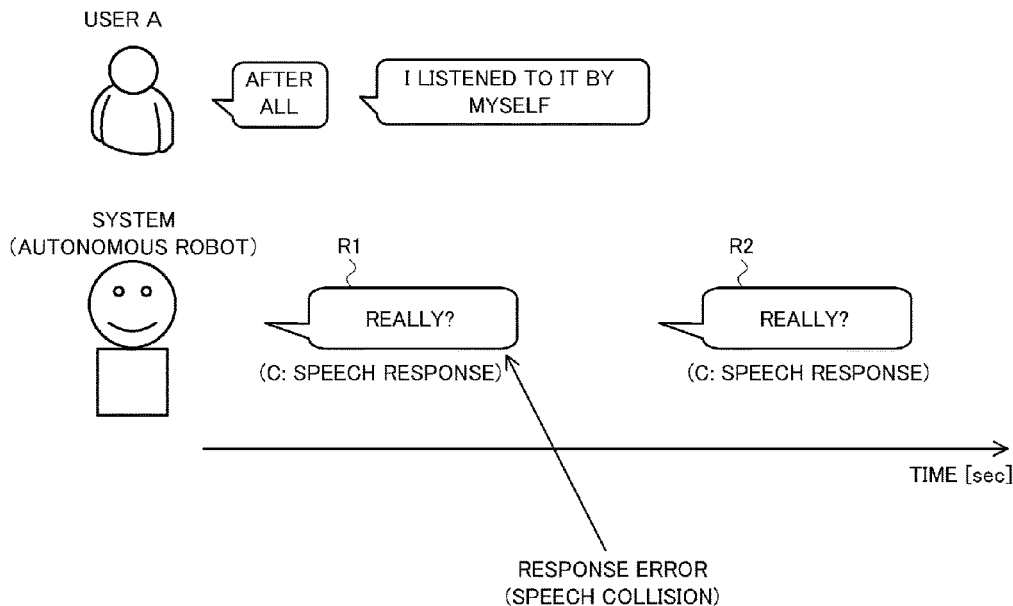 USER A
AFTER
ALL
I LISTENED TO IT BY
MYSELF
SYSTEM
(AUTONOMOUS ROBOT)
R1
R2
REALLY?
REALLY?
(C: SPEECH RESPONSE)
(C: SPEECH RESPONSE)
TIME [sec]
RESPONSE ERROR
(SPEECH COLLISION)